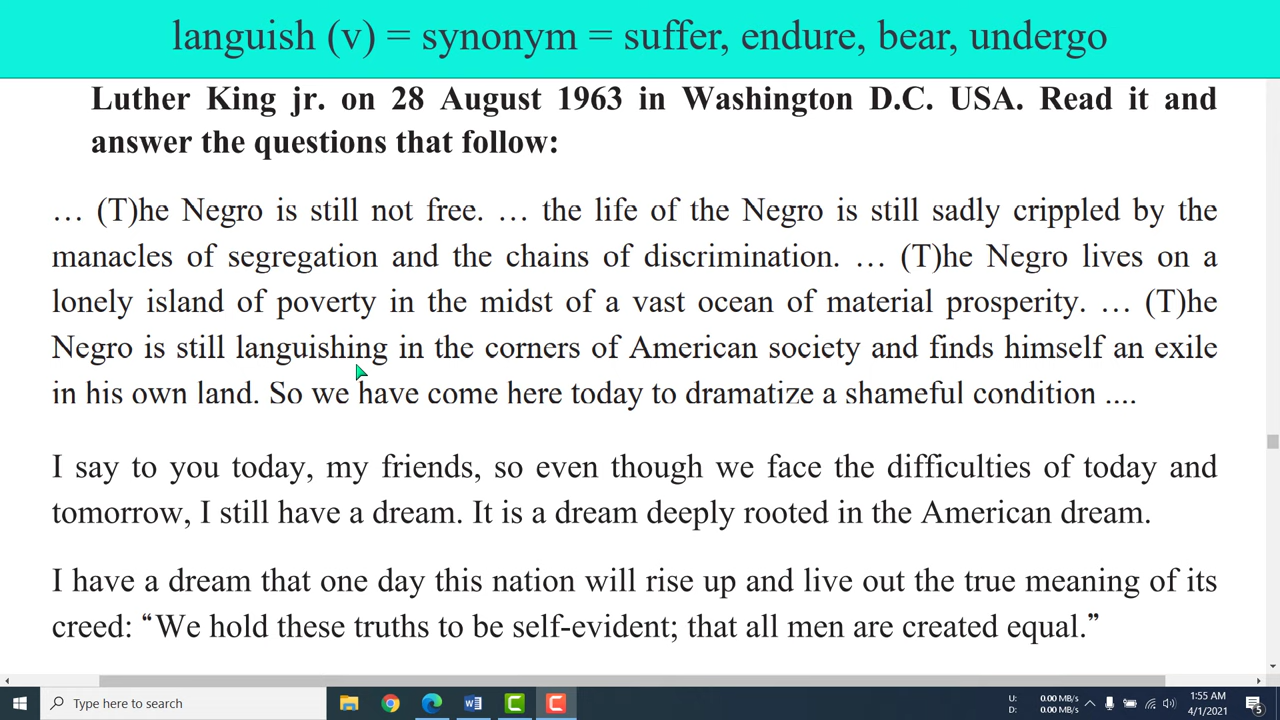 languish (v) = synonym = suffer, endure, bear, undergo
Luther King jr. on 28 August 1963 in Washington D.C. USA. Read it and
answer the questions that follow:
… (T)he Negro is still not free. … the life of the Negro is still sadly crippled by the
manacles of segregation and the chains of discrimination. … (T)he Negro lives on a
lonely island of poverty in the midst of a vast ocean of material prosperity. … (T)he
Negro is still languishing in the corners of American society and finds himself an exile
in his own land. So we have come here today to dramatize a shameful condition ....
I say to you today, my friends, so even though we face the difficulties of today and
tomorrow, I still have a dream. It is a dream deeply rooted in the American dream.
I have a dream that one day this nation will rise up and live out the true meaning of its
creed: “We hold these truths to be self-evident; that all men are created equal.”
Type here to search
U: 0.00 MB/s
D: 0.00 MB/s
1:55 AM
4/1/2021
5